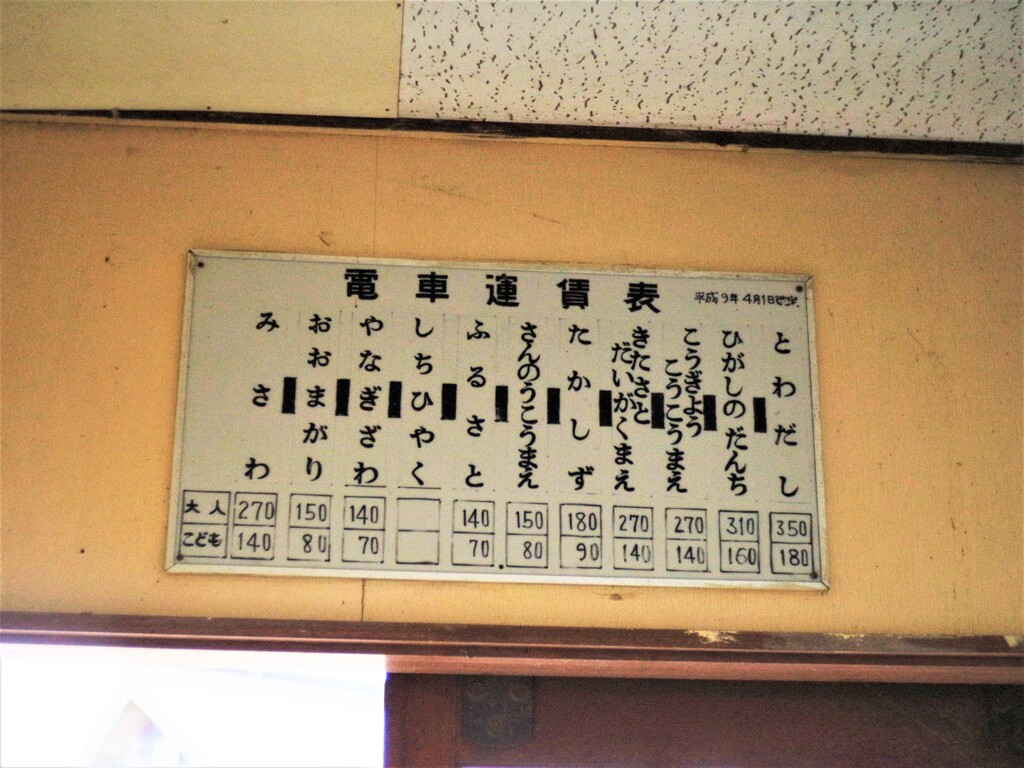 電車運賃表
平成9年4月1日改定
みさわ
おおまがり
やなぎざわ
しちひやく
ふるさと
さんのうこうまえ
たかしず
きたさと
だいがくまえ
こうぎよう
こうこうまえ
ひがしのだんち
とわだし
大人 270 150 140 140 150 180 270 270 310 350
こども 140 80 70 70 80 90 140 140 160 180